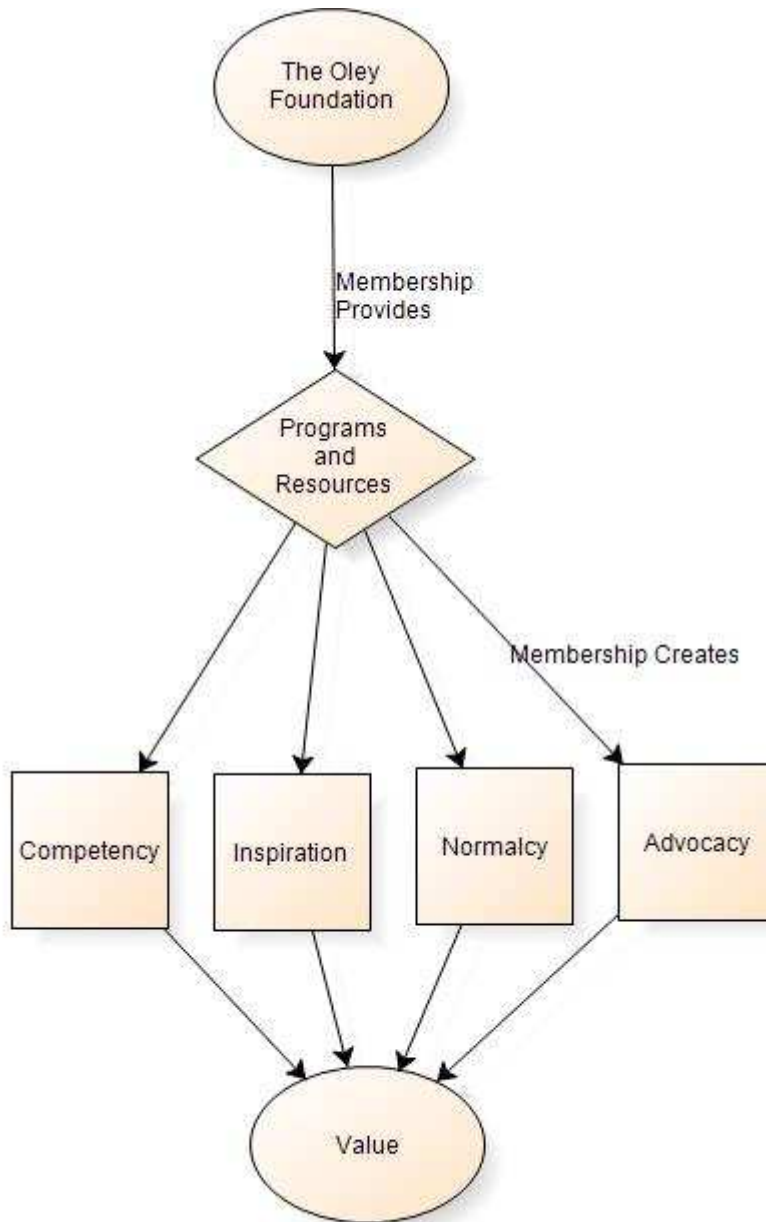 The Oley
Foundation
Membership
Provides
Programs
and
Resources
Membership Creates
Competency
Inspiration
Normalcy
Advocacy
Value